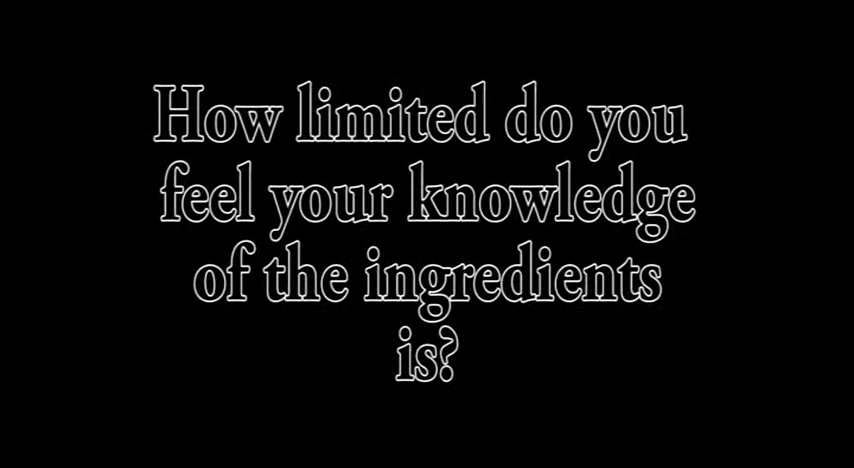 How limited do you
feel your knowledge
of the ingredients
is?